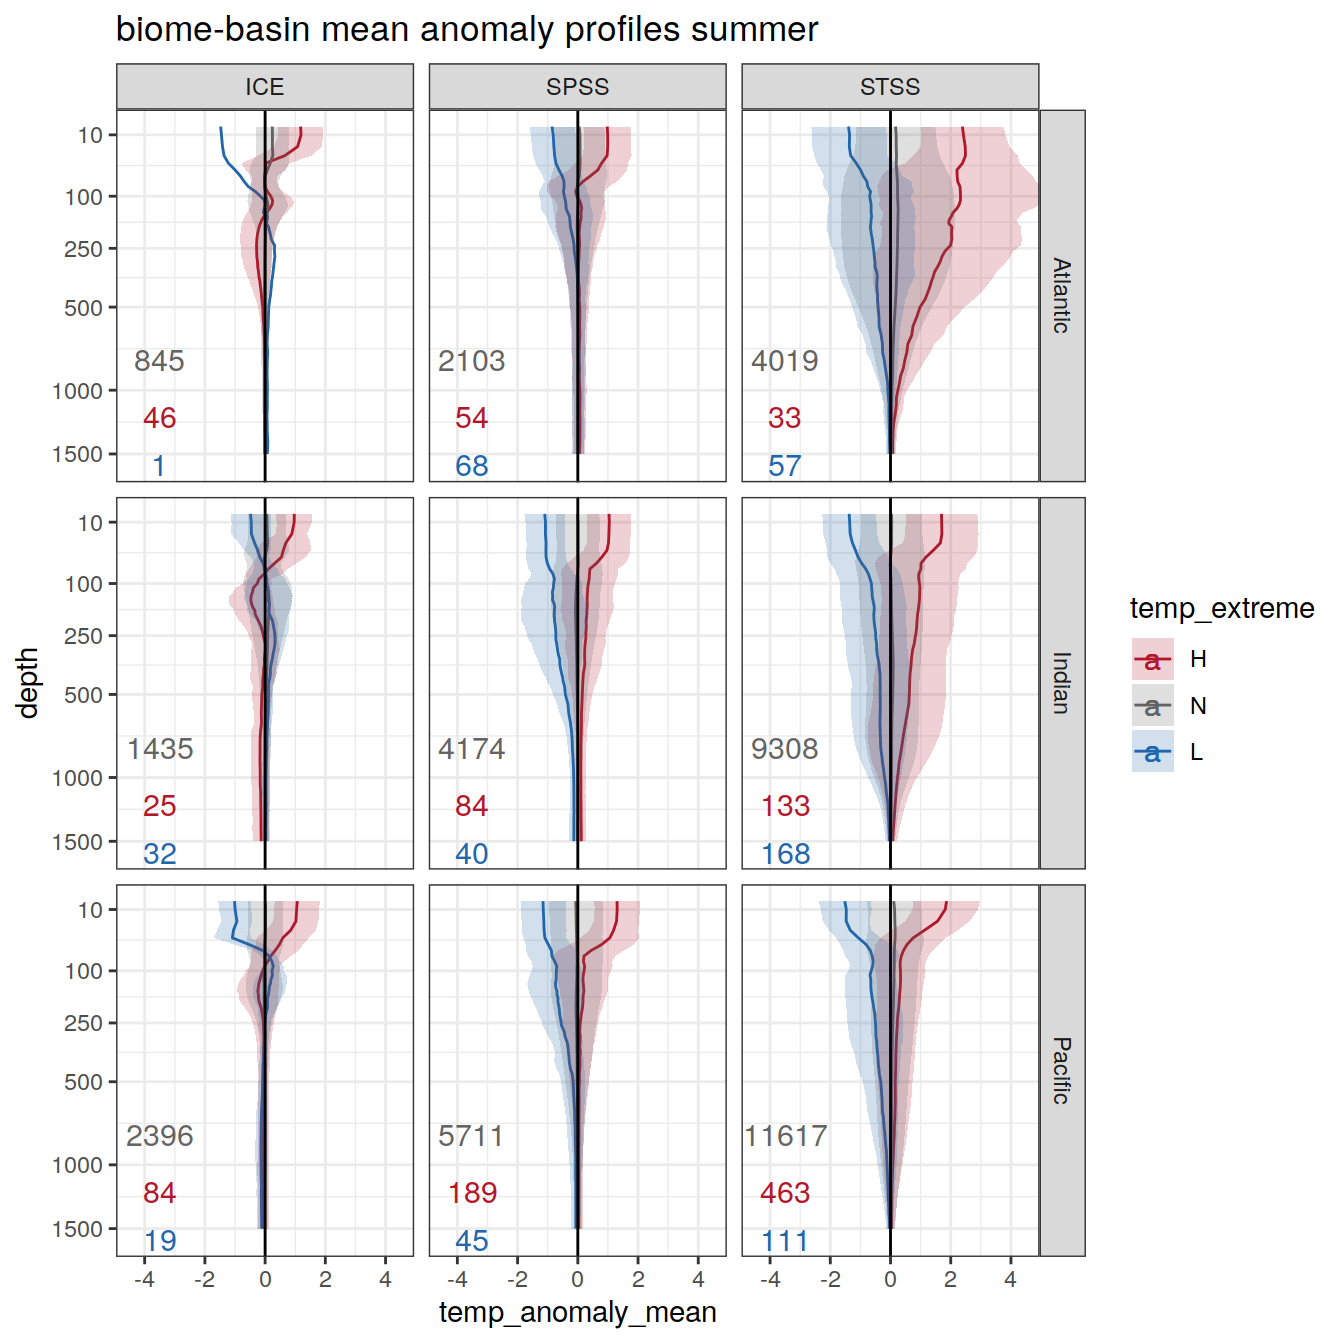 biome-basin mean anomaly profiles summer
ICE
SPSS
STSS
10
100
250
500
1000
1500
845
46
1
2103
54
68
4019
33
57
Atlantic
10
100
250
500
1000
1500
1435
25
32
4174
84
40
9308
133
168
Indian
10
100
250
500
1000
1500
2396
84
19
5711
189
45
11617
463
111
Pacific
-4 -2 0 2 4
-4 -2 0 2 4
-4 -2 0 2 4
depth
temp_anomaly_mean
temp_extreme
a H
a N
a L